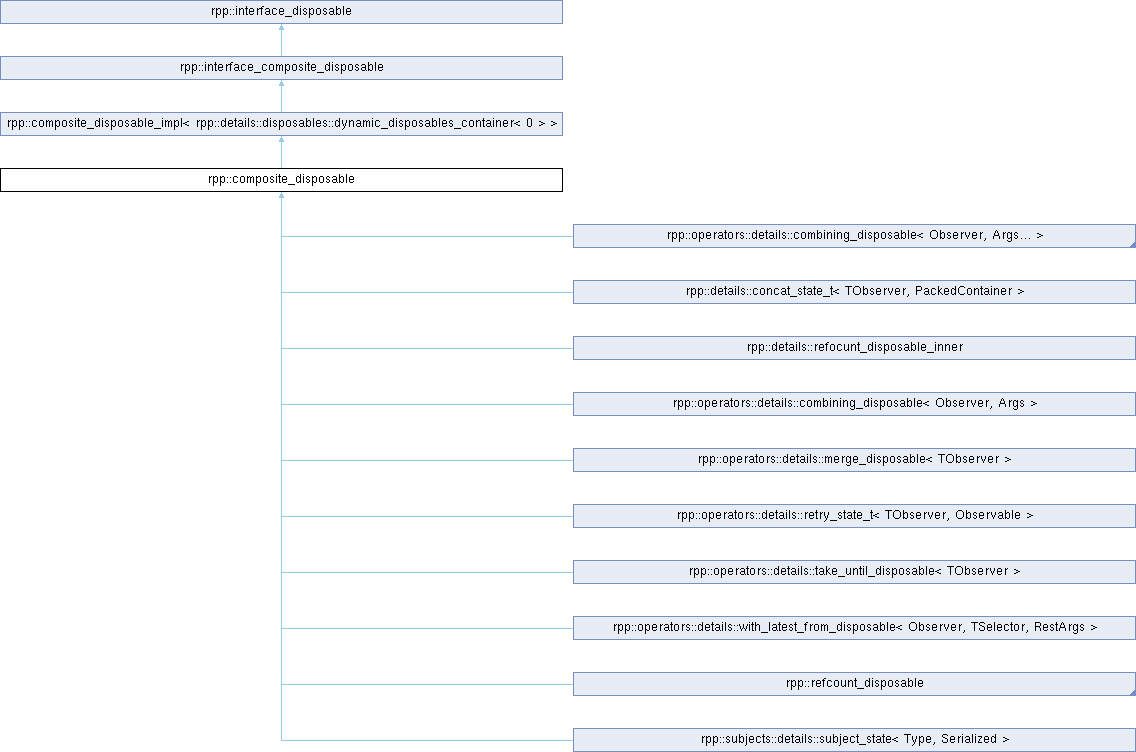 rpp::interface_disposable
rpp::interface_composite_disposable
rpp::composite_disposable_impl< rpp::details::disposables::dynamic_disposables_container< 0 > >
rpp::composite_disposable
rpp::operators::details::combining_disposable< Observer, Args... >
rpp::details::concat_state_t< TObserver, PackedContainer >
rpp::details::refocunt_disposable_inner
rpp::operators::details::combining_disposable< Observer, Args >
rpp::operators::details::merge_disposable< TObserver >
rpp::operators::details::retry_state_t< TObserver, Observable >
rpp::operators::details::take_until_disposable< TObserver >
rpp::operators::details::with_latest_from_disposable< Observer, TSelector, RestArgs >
rpp::refcount_disposable
rpp::subjects::details::subject_state< Type, Serialized >